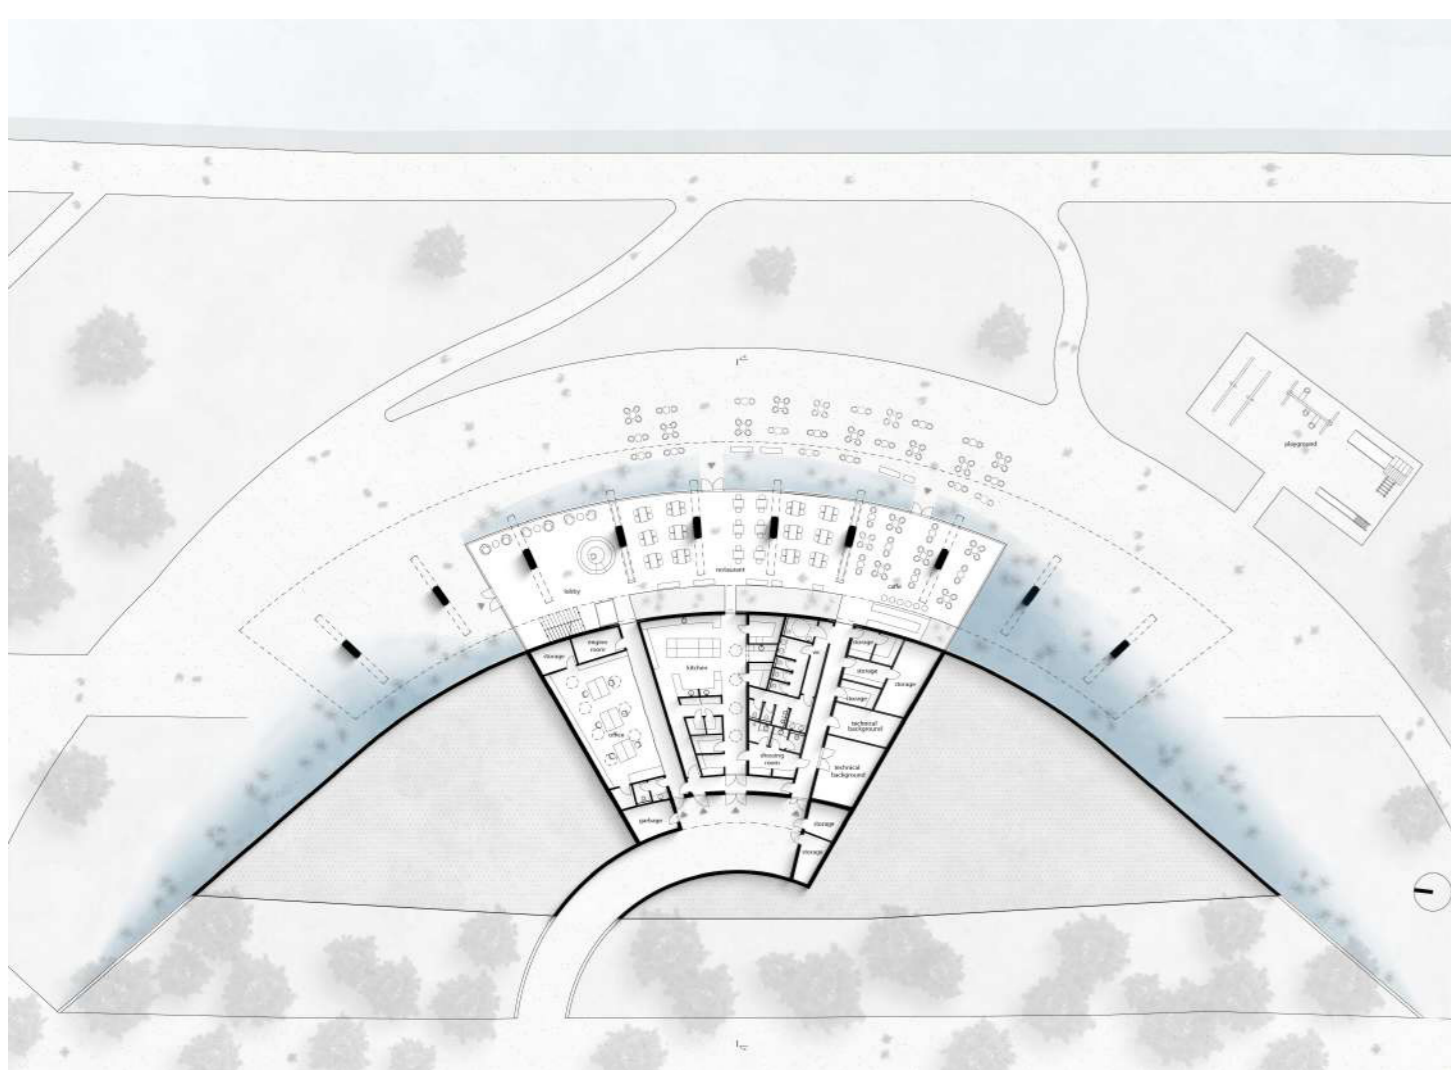 playground
restaurant
lobby
cafe
storage
engine
room
kitchen
wc
storage
storage
storage
storage
technical
background
office
dressing
room
technical
background
garbage
storage
storage